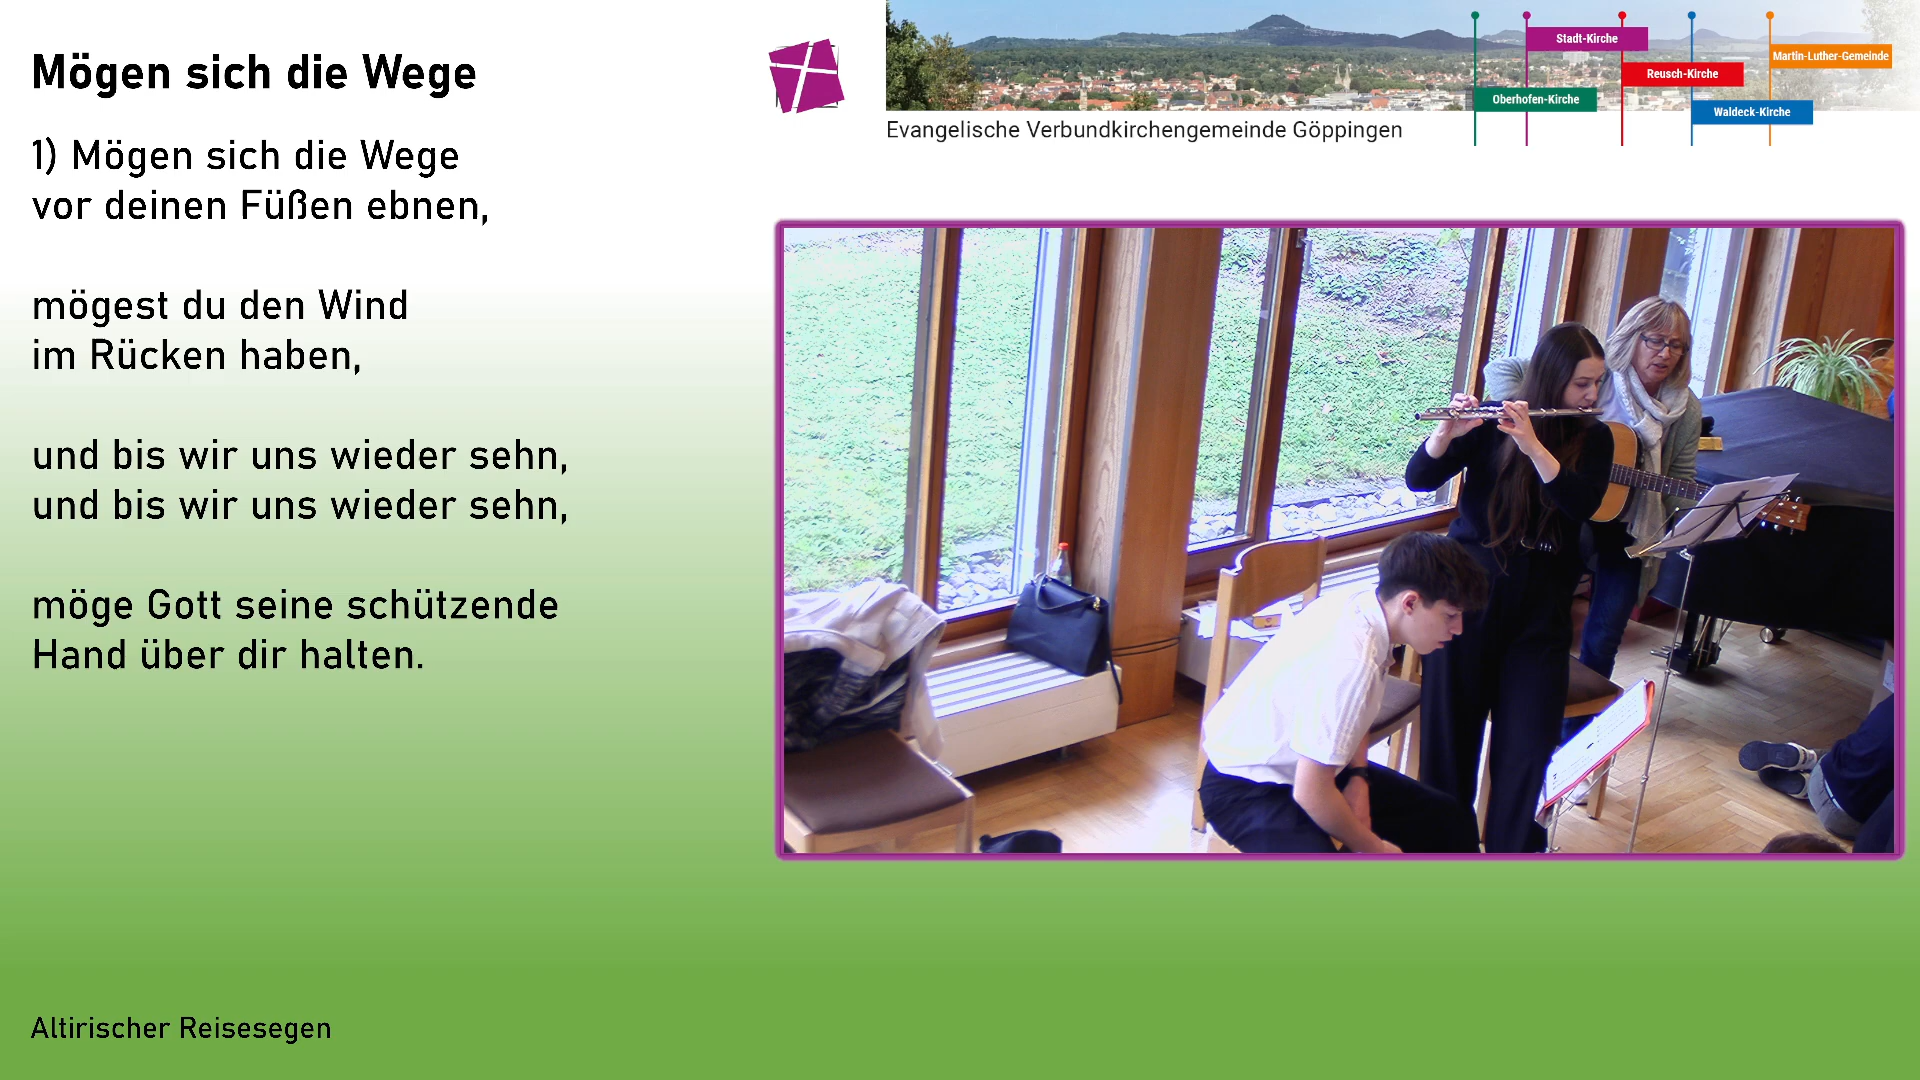 Mögen sich die Wege
1) Mögen sich die Wege
vor deinen Füßen ebnen,
mögest du den Wind
im Rücken haben,
und bis wir uns wieder sehn,
und bis wir uns wieder sehn,
möge Gott seine schützende
Hand über dir halten.
Altirischer Reisesegen
Evangelische Verbundkirchengemeinde Göppingen
Oberhofen-Kirche
Stadt-Kirche
Reusch-Kirche
Waldeck-Kirche
Martin-Luther-Gemeinde